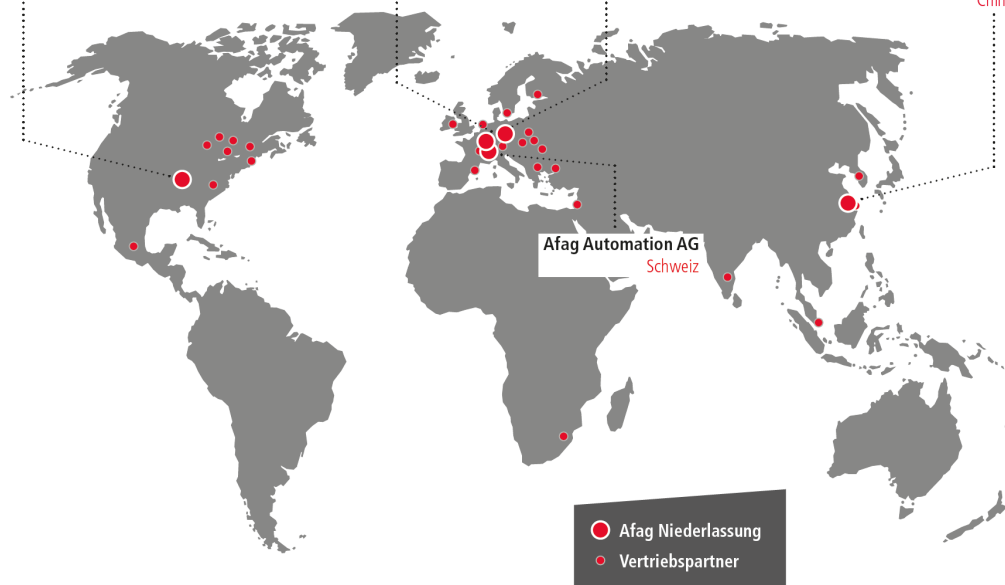 Afag Automation AG
Schweiz
Afag Niederlassung
Vertriebspartner